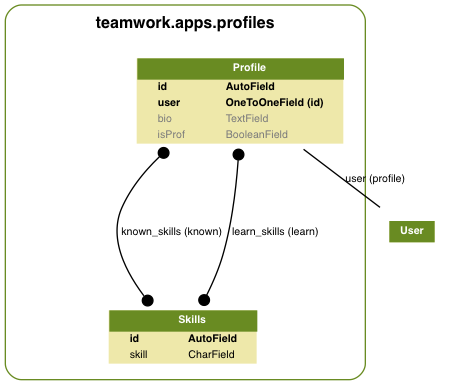 teamwork.apps.profiles
Profile
id AutoField
user OneToOneField (id)
bio TextField
isProf BooleanField
user (profile)
known_skills (known) learn_skills (learn)
User
Skills
id AutoField
skill CharField